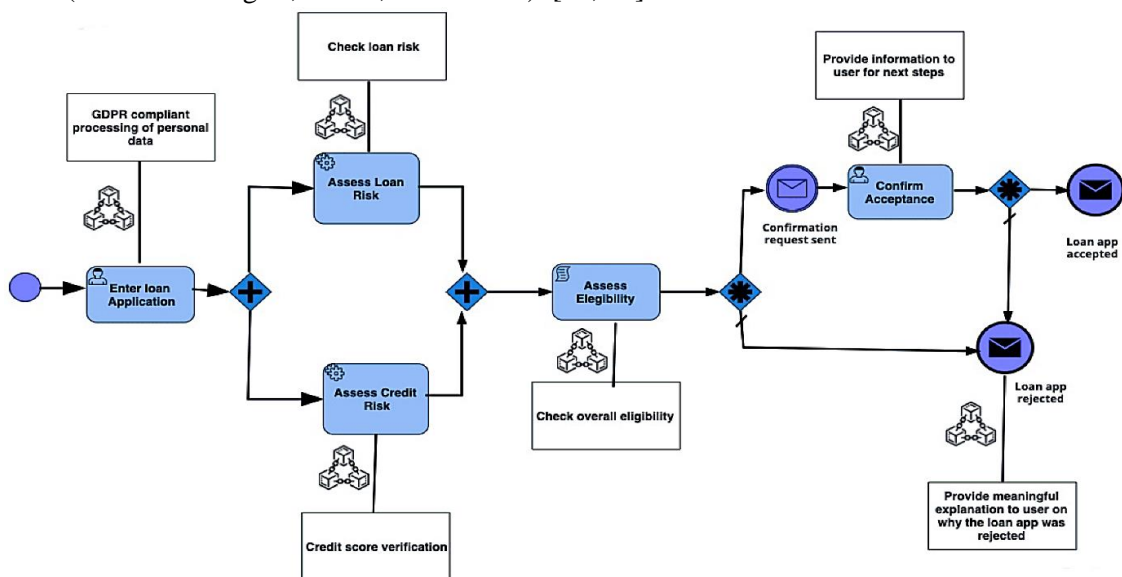 Check loan risk
Provide information to
user for next steps
GDPR compliant
processing of personal
data
Assess Loan
Risk
Confirm
Acceptance
Confirmation
request sent
Loan app
accepted
Enter loan
Application
Assess
Elegibility
Assess Credit
Risk
Check overall eligibility
Loan app
rejected
Credit score verification
Provide meaningful
explanation to user on
why the loan app was
rejected